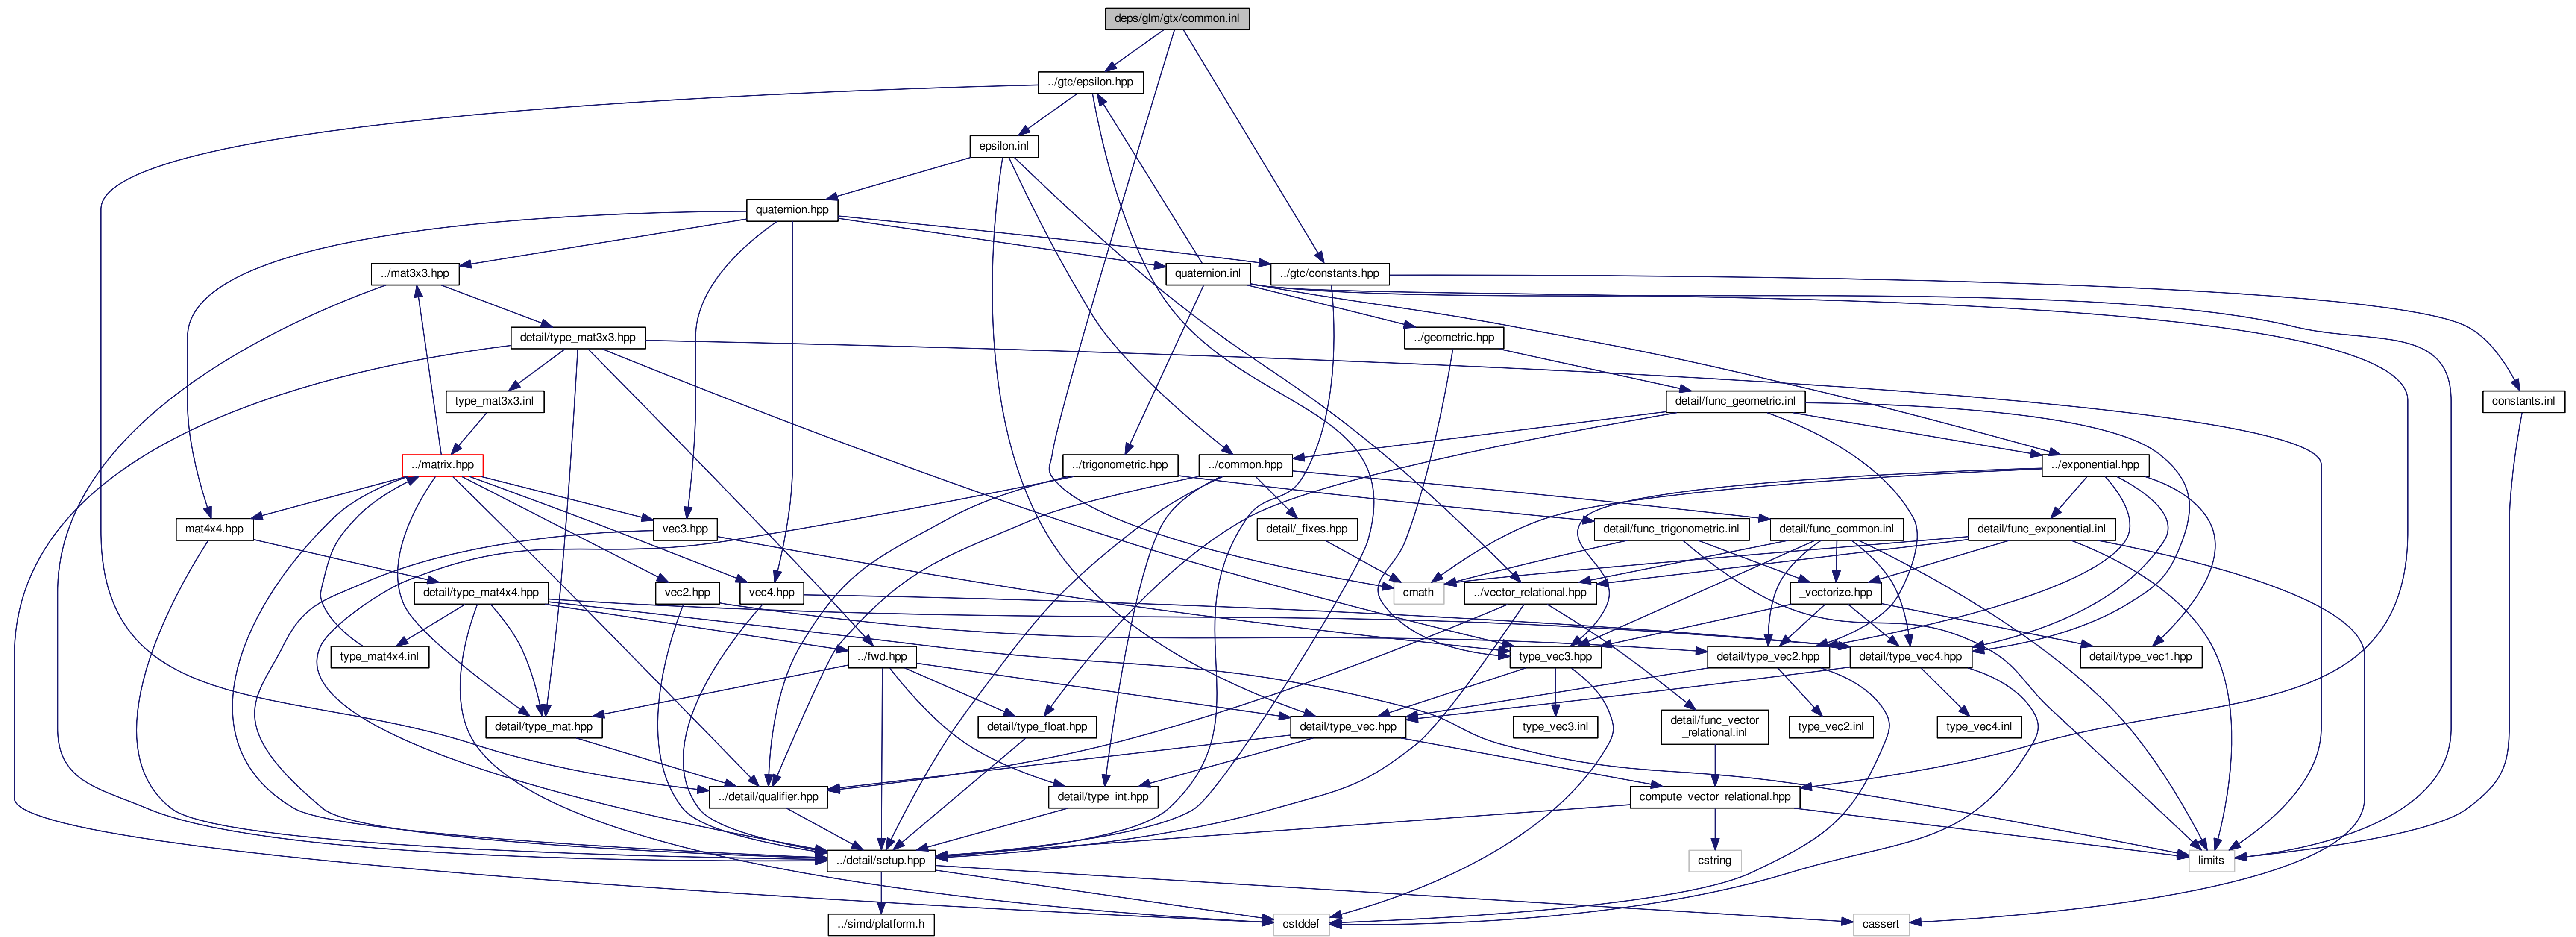 deps/glm/gtx/common.inl
../gtc/epsilon.hpp
epsilon.inl
quaternion.hpp
../mat3x3.hpp
quaternion.inl
../gtc/constants.hpp
detail/type_mat3x3.hpp
../geometric.hpp
type_mat3x3.inl
detail/func_geometric.inl
constants.inl
../matrix.hpp
../trigonometric.hpp
../common.hpp
../exponential.hpp
mat4x4.hpp
vec3.hpp
detail/_fixes.hpp
detail/func_trigonometric.inl
detail/func_common.inl
detail/func_exponential.inl
detail/type_mat4x4.hpp
vec2.hpp
vec4.hpp
cmath
../vector_relational.hpp
_vectorize.hpp
type_mat4x4.inl
../fwd.hpp
type_vec3.hpp
detail/type_vec2.hpp
detail/type_vec4.hpp
detail/type_vec1.hpp
detail/type_mat.hpp
detail/type_float.hpp
detail/type_vec.hpp
type_vec3.inl
detail/func_vector
_relational.inl
type_vec2.inl
type_vec4.inl
../detail/qualifier.hpp
detail/type_int.hpp
compute_vector_relational.hpp
../detail/setup.hpp
cstring
limits
../simd/platform.h
cstddef
cassert